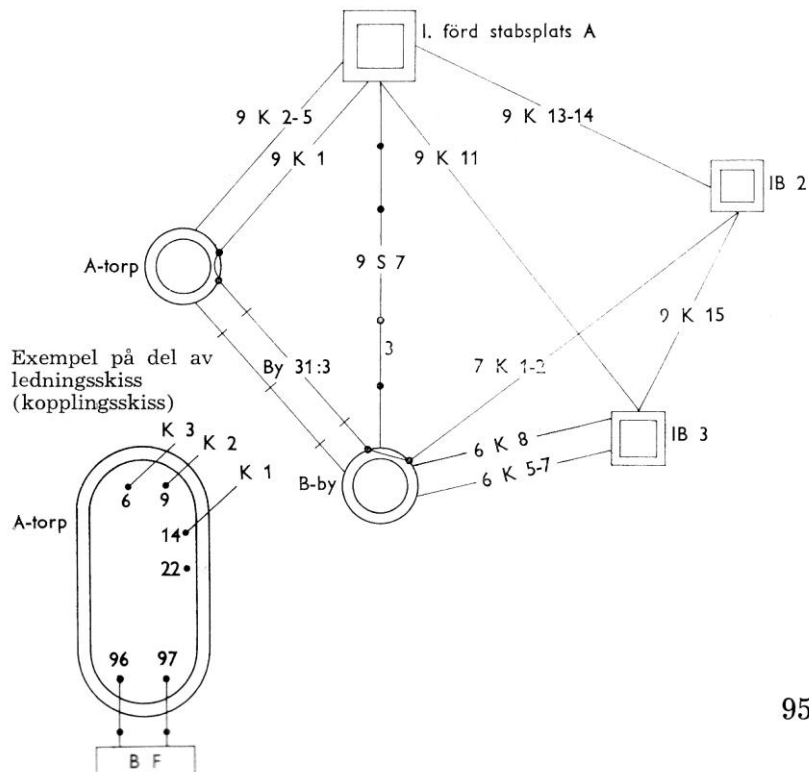 I. förd stabsplats A
9 K 2-5
9 K 1
9 K 11
9 K 13-14
IB 2
A-torp
9 S 7
9 K 15
3
By 31:3
7 K 1-2
Exempel på del av
ledningsskiss
(kopplingsskiss)
IB 3
6 K 8
6 K 5-7
B-by
K 3
K 2
K 1
A-torp
6
9
14
22
96
97
B F
95